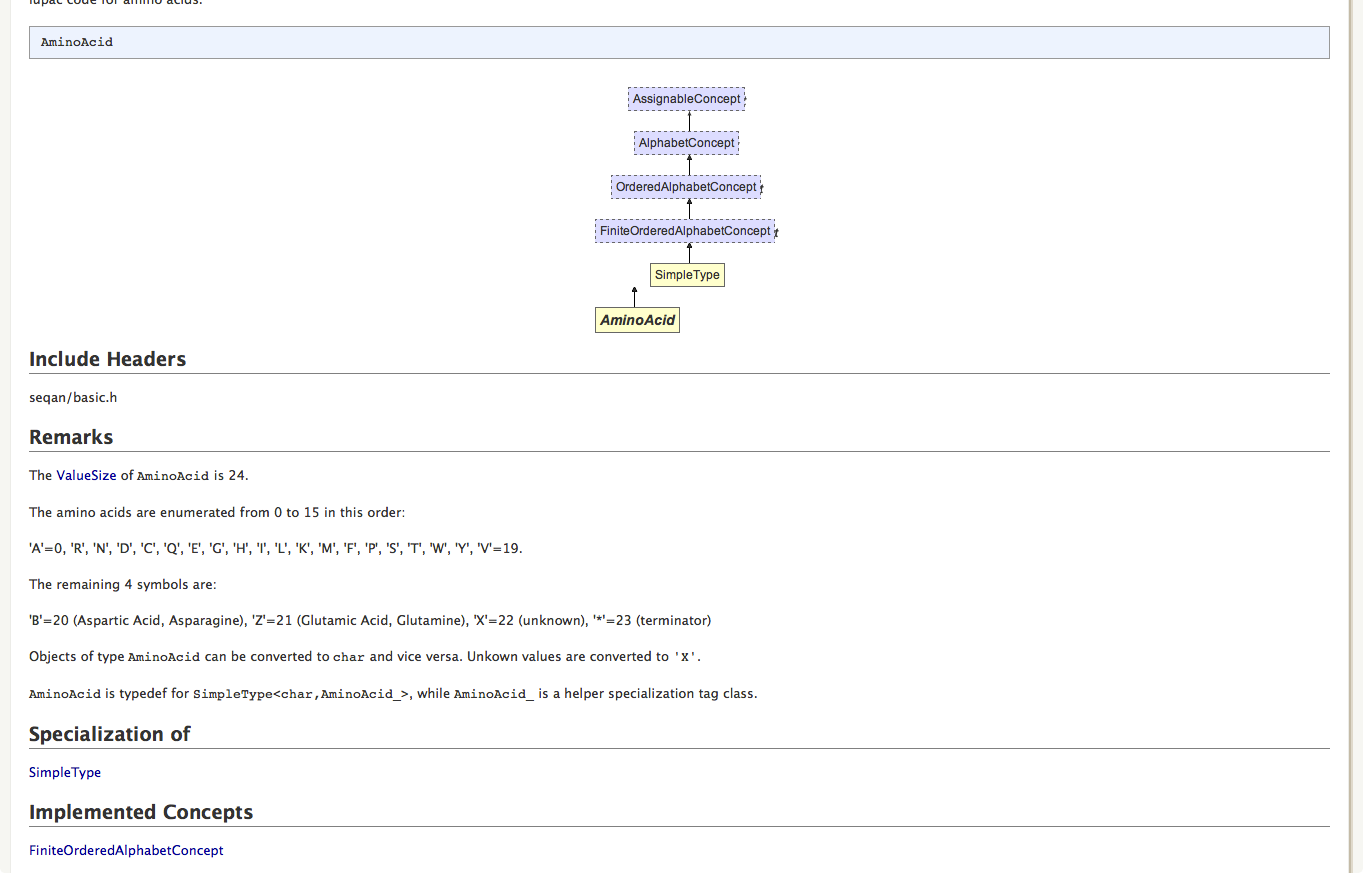 Iupac code for amino acids.
AminoAcid
AssignableConcept
AlphabetConcept
OrderedAlphabetConcept
FiniteOrderedAlphabetConcept
SimpleType
AminoAcid
Include Headers
seqan/basic.h
Remarks
The ValueSize of AminoAcid is 24.
The amino acids are enumerated from 0 to 15 in this order:
'A'=0, 'R', 'N', 'D', 'C', 'Q', 'E', 'G', 'H', 'I', 'L', 'K', 'M', 'F', 'P', 'S', 'T', 'W', 'Y', 'V'=19.
The remaining 4 symbols are:
'B'=20 (Aspartic Acid, Asparagine), 'Z'=21 (Glutamic Acid, Glutamine), 'X'=22 (unknown), '*'=23 (terminator)
Objects of type AminoAcid can be converted to char and vice versa. Unkown values are converted to 'X'.
AminoAcid is typedef for SimpleType<char,AminoAcid_>, while AminoAcid_ is a helper specialization tag class.
Specialization of
SimpleType
Implemented Concepts
FiniteOrderedAlphabetConcept